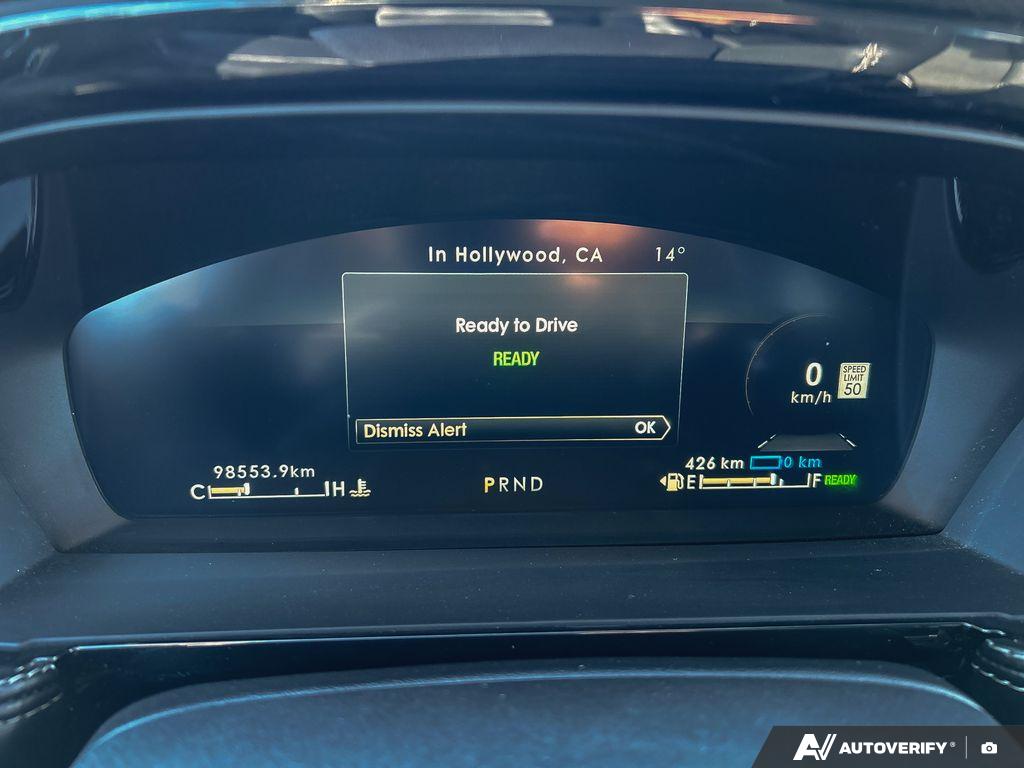 In Hollywood, CA 14°
Ready to Drive
READY
0
km/h
SPEED
LIMIT
50
Dismiss Alert OK
98553.9km
C H
PRND
426 km 0 km
E F READY
AUTOVERIFY®